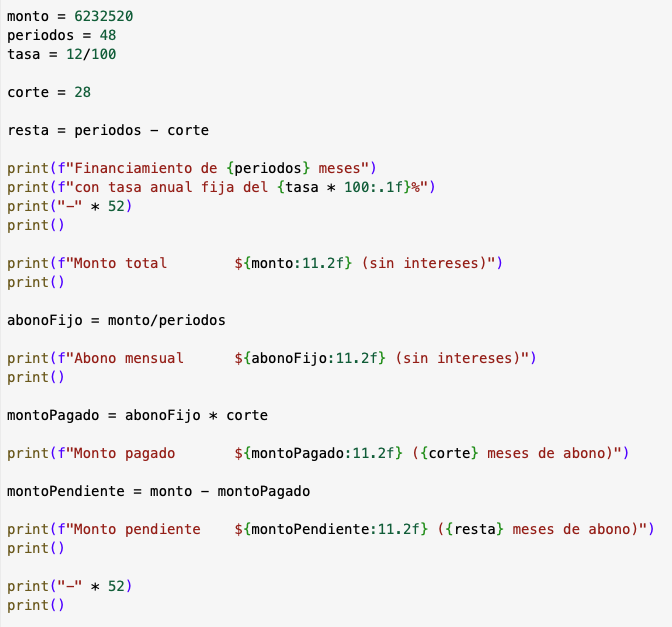 monto = 6232520
periodos = 48
tasa = 12/100
corte = 28
resta = periodos - corte
print(f"Financiamiento de {periodos} meses")
print(f"con tasa anual fija del {tasa * 100:.1f}%")
print("-" * 52)
print()
print(f"Monto total        ${monto:11.2f} (sin intereses)")
print()
abonoFijo = monto/periodos
print(f"Abono mensual      ${abonoFijo:11.2f} (sin intereses)")
print()
montoPagado = abonoFijo * corte
print(f"Monto pagado       ${montoPagado:11.2f} ({corte} meses de abono)")
montoPendiente = monto - montoPagado
print(f"Monto pendiente    ${montoPendiente:11.2f} ({resta} meses de abono)")
print()
print("-" * 52)
print()